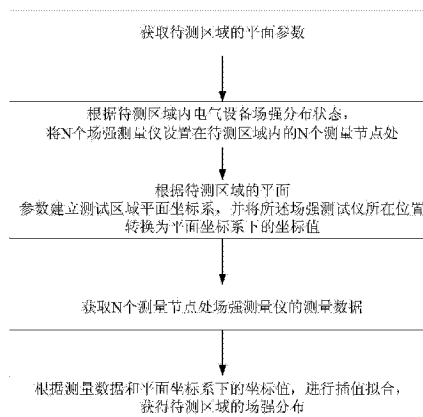 获取待测区域的平面参数
根据待测区域内电气设备场强分布状态，
将N个场强测量仪设置在待测区域内的N个测量节点处
根据待测区域的平面
参数建立测试区域平面坐标系，并将所述场强测试仪所在位置
转换为平面坐标系下的坐标值
获取N个测量节点处场强测量仪的测量数据
根据测量数据和平面坐标系下的坐标值，进行插值拟合，
获得待测区域的场强分布